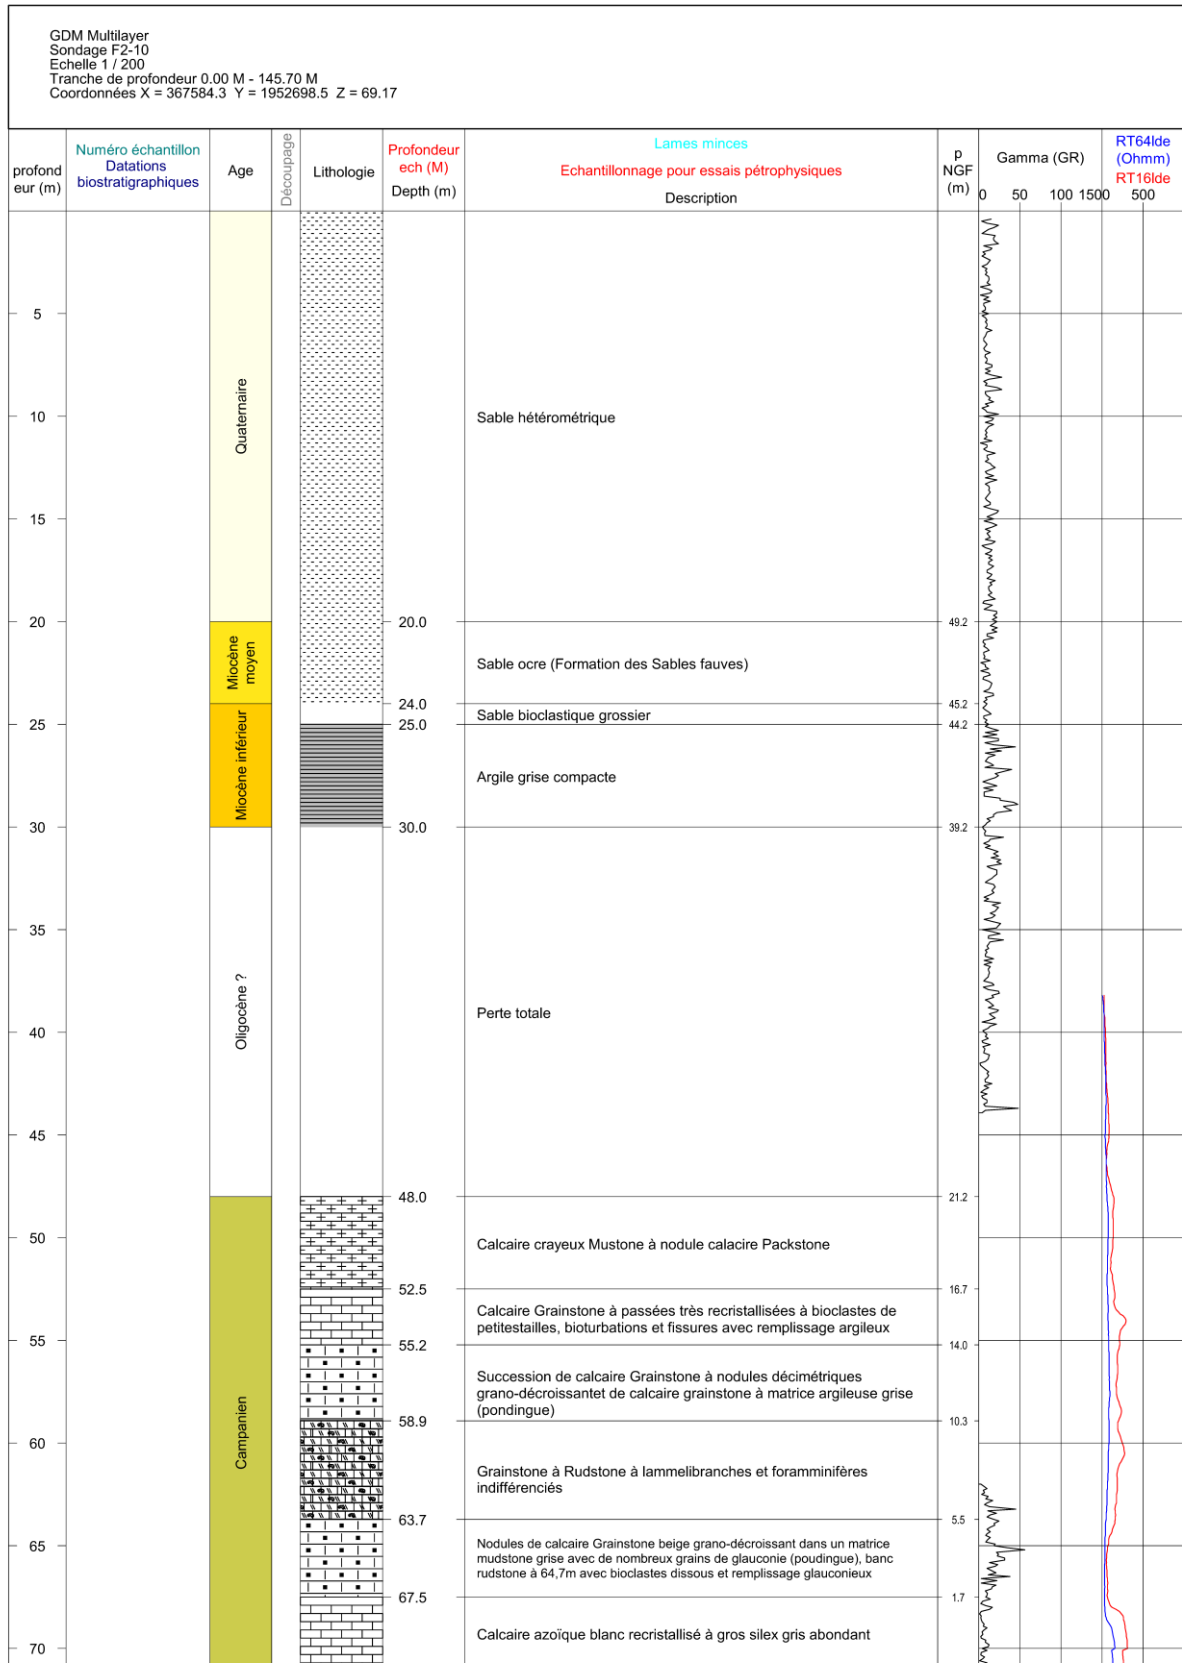 GDM Multilayer
Sondage F2-10
Echelle 1 / 200
Tranche de profondeur 0.00 M - 145.70 M
Coordonnées X = 367584.3 Y = 1952698.5 Z = 69.17
profond
eur (m)
Numéro échantillon
Datations
biostratigraphiques
Age
Découpage
Lithologie
Profondeur
ech (M)
Depth (m)
Lames minces
Echantillonnage pour essais pétrophysiques
Description
p
NGF
(m)
Gamma (GR)
0 50 100 150
RT64lde
(Ohmm)
RT16lde
0 500
5
Quaternaire
10
Sable hétérométrique
15
20 20.0 49.2
Miocène
moyen
Sable ocre (Formation des Sables fauves)
24.0 45.2
Sable bioclastique grossier
25 25.0 44.2
Miocène inférieur
Argile grise compacte
30 30.0 39.2
35
Oligocène ?
Perte totale
40
45
48.0 21.2
50
Calcaire crayeux Mustone à nodule calacire Packstone
52.5 16.7
Calcaire Grainstone à passées très recristallisées à bioclastes de
petitestailles, bioturbations et fissures avec remplissage argileux
55
55.2 14.0
Succession de calcaire Grainstone à nodules décimétriques
grano-décroissantet de calcaire grainstone à matrice argileuse grise
(pondingue)
58.9 10.3
60
Campanien
Grainstone à Rudstone à lammelibranches et foramminifères
indifférenciés
63.7 5.5
65
Nodules de calcaire Grainstone beige grano-décroissant dans un matrice
mudstone grise avec de nombreux grains de glauconie (poudingue), banc
rudstone à 64,7m avec bioclastes dissous et remplissage glauconieux
67.5 1.7
Calcaire azoïque blanc recristallisé à gros silex gris abondant
70